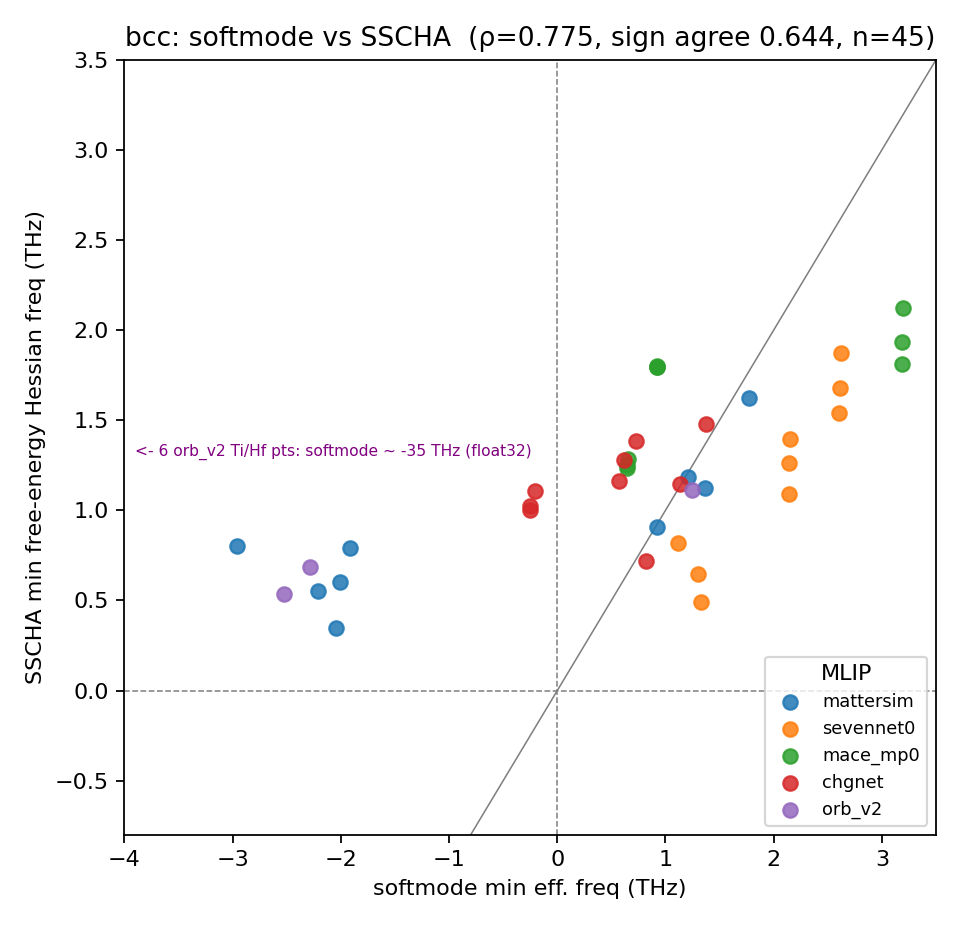 bcc: softmode vs SSCHA (ρ=0.775, sign agree 0.644, n=45)
SSCHA min free-energy Hessian freq (THz)
3.5
3.0
2.5
2.0
1.5
1.0
0.5
0.0
−0.5
<- 6 orb_v2 Ti/Hf pts: softmode ~ -35 THz (float32)
MLIP
mattersim
sevennet0
mace_mp0
chgnet
orb_v2
−4 −3 −2 −1 0 1 2 3
softmode min eff. freq (THz)